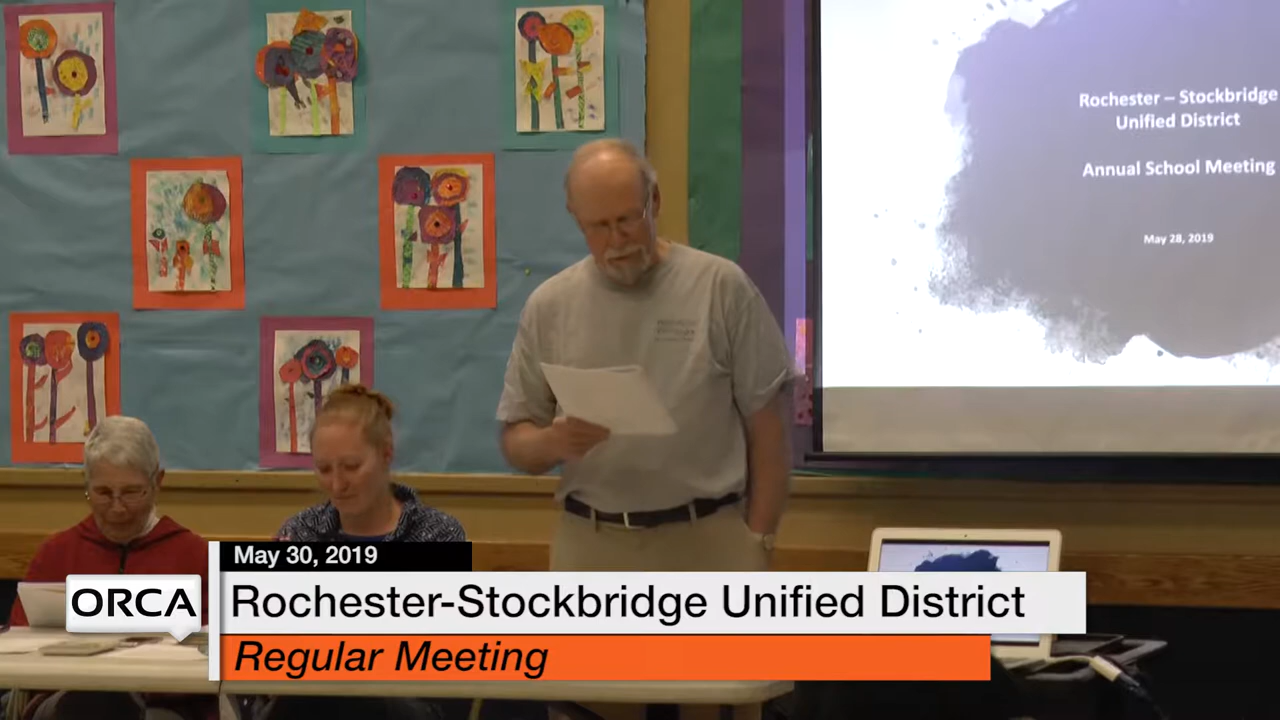 Rochester – Stockbridge
Unified District
Annual School Meeting
May 28, 2019
May 30, 2019
ORCA
Rochester-Stockbridge Unified District
Regular Meeting